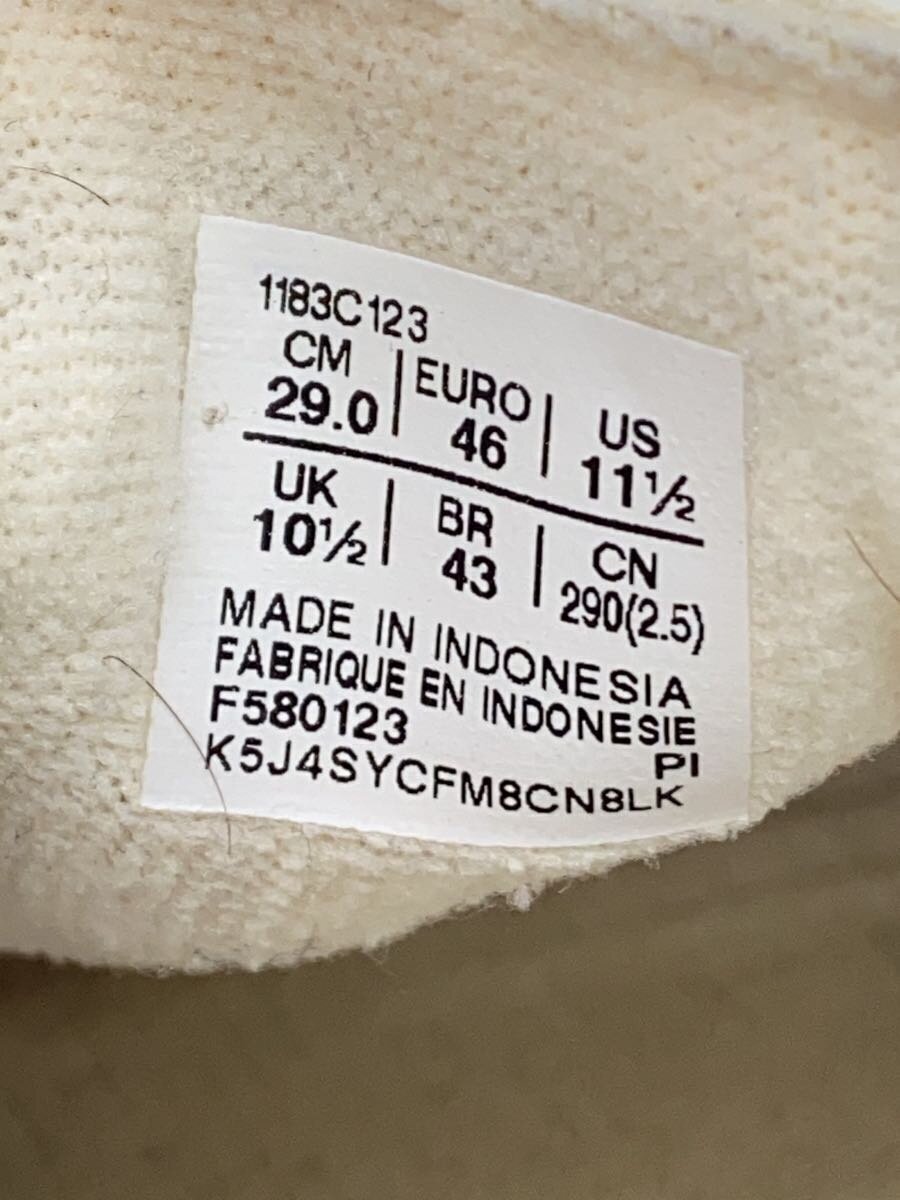 1183C123
CM | EURO | US
29.0 | 46 | 11½
UK | BR | CN
10½ | 43 | 290(2.5)
MADE IN INDONESIA
FABRIQUE EN INDONESIE
F580123 PI
K5J4SYCFM8CN8LK